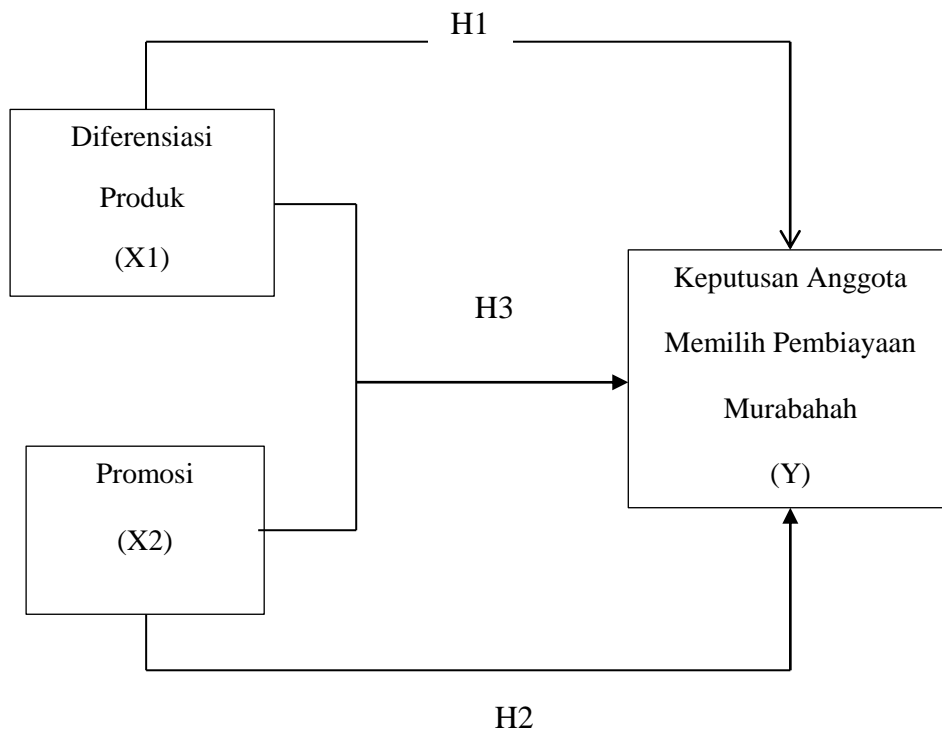 H1
Diferensiasi
Produk
(X1)
Keputusan Anggota
Memilih Pembiayaan
Murabahah
(Y)
H3
Promosi
(X2)
H2